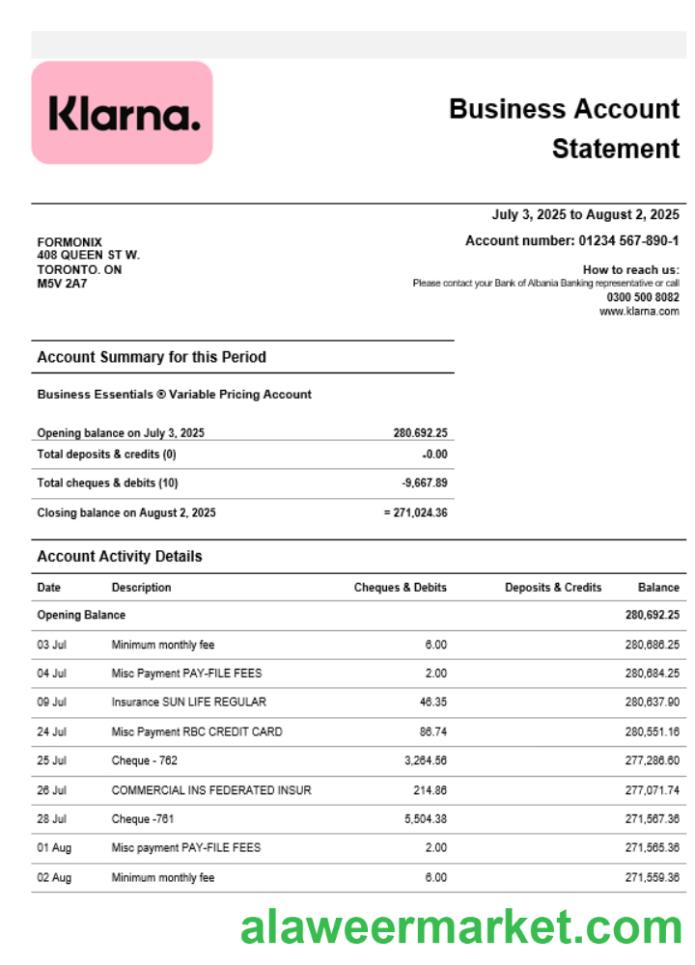 Klarna.
Business Account
Statement
July 3, 2025 to August 2, 2025
Account number: 01234 567-890-1
FORMONIX
408 QUEEN ST W.
TORONTO. ON
M5V 2A7
How to reach us:
Please contact your Bank of Albania Banking representative or call
0300 500 8082
www.klarna.com
Account Summary for this Period
Business Essentials ® Variable Pricing Account
Opening balance on July 3, 2025 280.692.25
Total deposits & credits (0) -0.00
Total cheques & debits (10) -9,667.89
Closing balance on August 2, 2025 = 271,024.36
Account Activity Details
Date Description Cheques & Debits Deposits & Credits Balance
Opening Balance 280,692.25
03 Jul Minimum monthly fee 6.00 280,686.25
04 Jul Misc Payment PAY-FILE FEES 2.00 280,684.25
09 Jul Insurance SUN LIFE REGULAR 46.35 280,637.90
24 Jul Misc Payment RBC CREDIT CARD 86.74 280,551.16
25 Jul Cheque - 762 3,264.56 277,286.60
26 Jul COMMERCIAL INS FEDERATED INSUR 214.86 277,071.74
28 Jul Cheque -761 5,504.38 271,567.36
01 Aug Misc payment PAY-FILE FEES 2.00 271,565.36
02 Aug Minimum monthly fee 6.00 271,559.36
alaweermarket.com